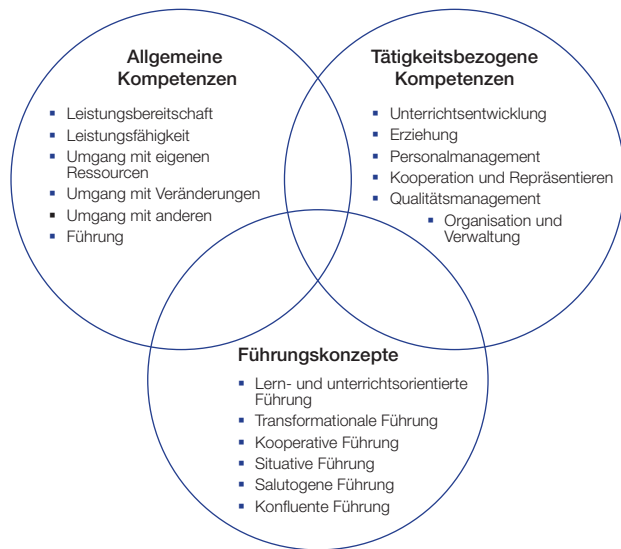 Allgemeine
Kompetenzen
▪ Leistungsbereitschaft
▪ Leistungsfähigkeit
▪ Umgang mit eigenen
Ressourcen
▪ Umgang mit Veränderungen
▪ Umgang mit anderen
▪ Führung
Tätigkeitsbezogene
Kompetenzen
▪ Unterrichtsentwicklung
▪ Erziehung
▪ Personalmanagement
▪ Kooperation und Repräsentieren
▪ Qualitätsmanagement
▪ Organisation und
Verwaltung
Führungskonzepte
▪ Lern- und unterrichtsorientierte
Führung
▪ Transformationale Führung
▪ Kooperative Führung
▪ Situative Führung
▪ Salutogene Führung
▪ Konfluente Führung